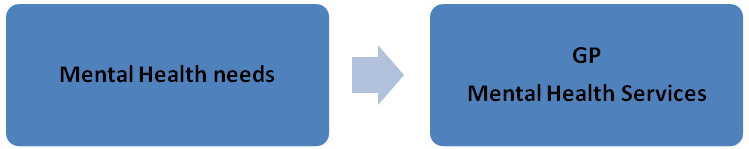 Mental Health needs
GP
Mental Health Services